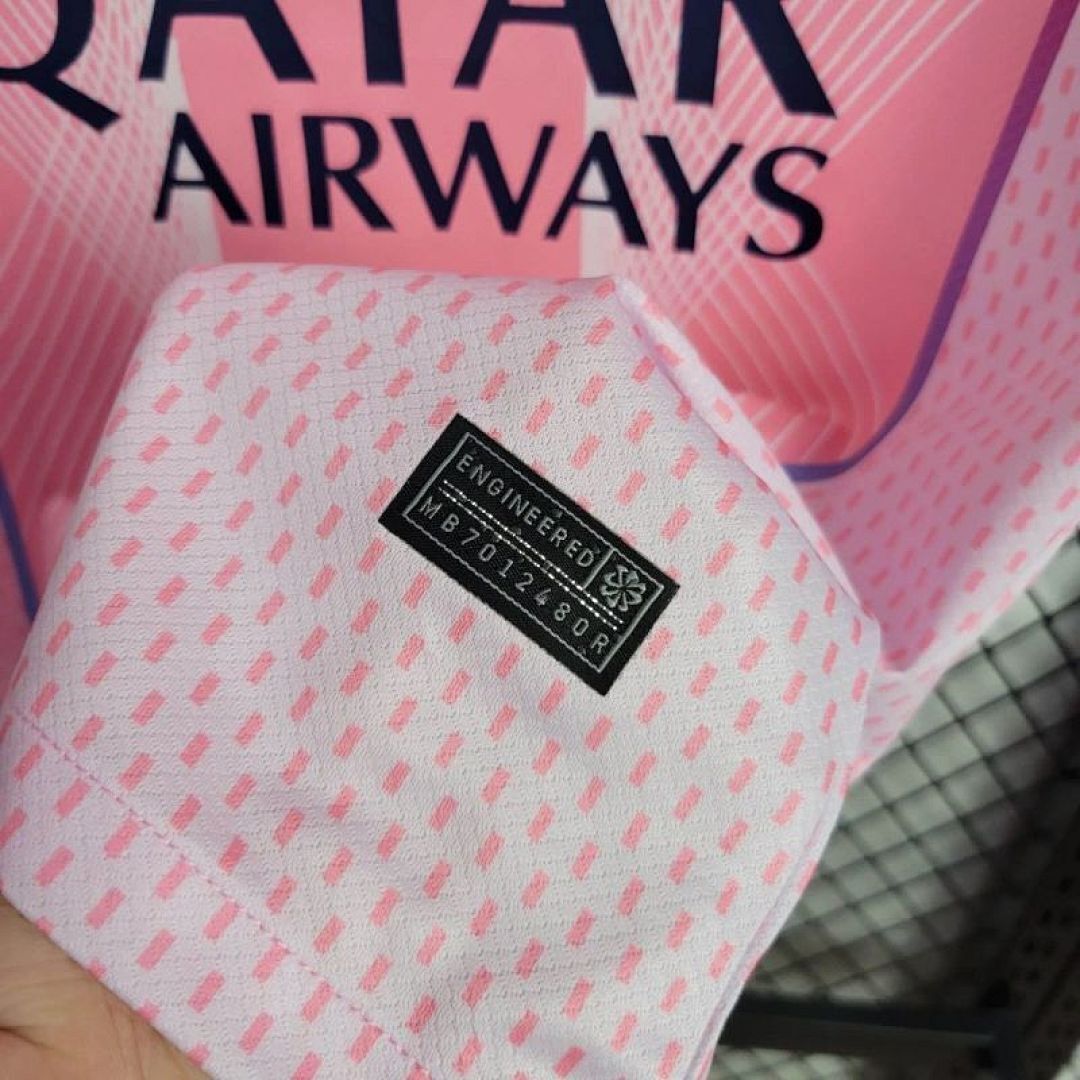 QATAR
AIRWAYS
ENGINEERED
MB7012480R